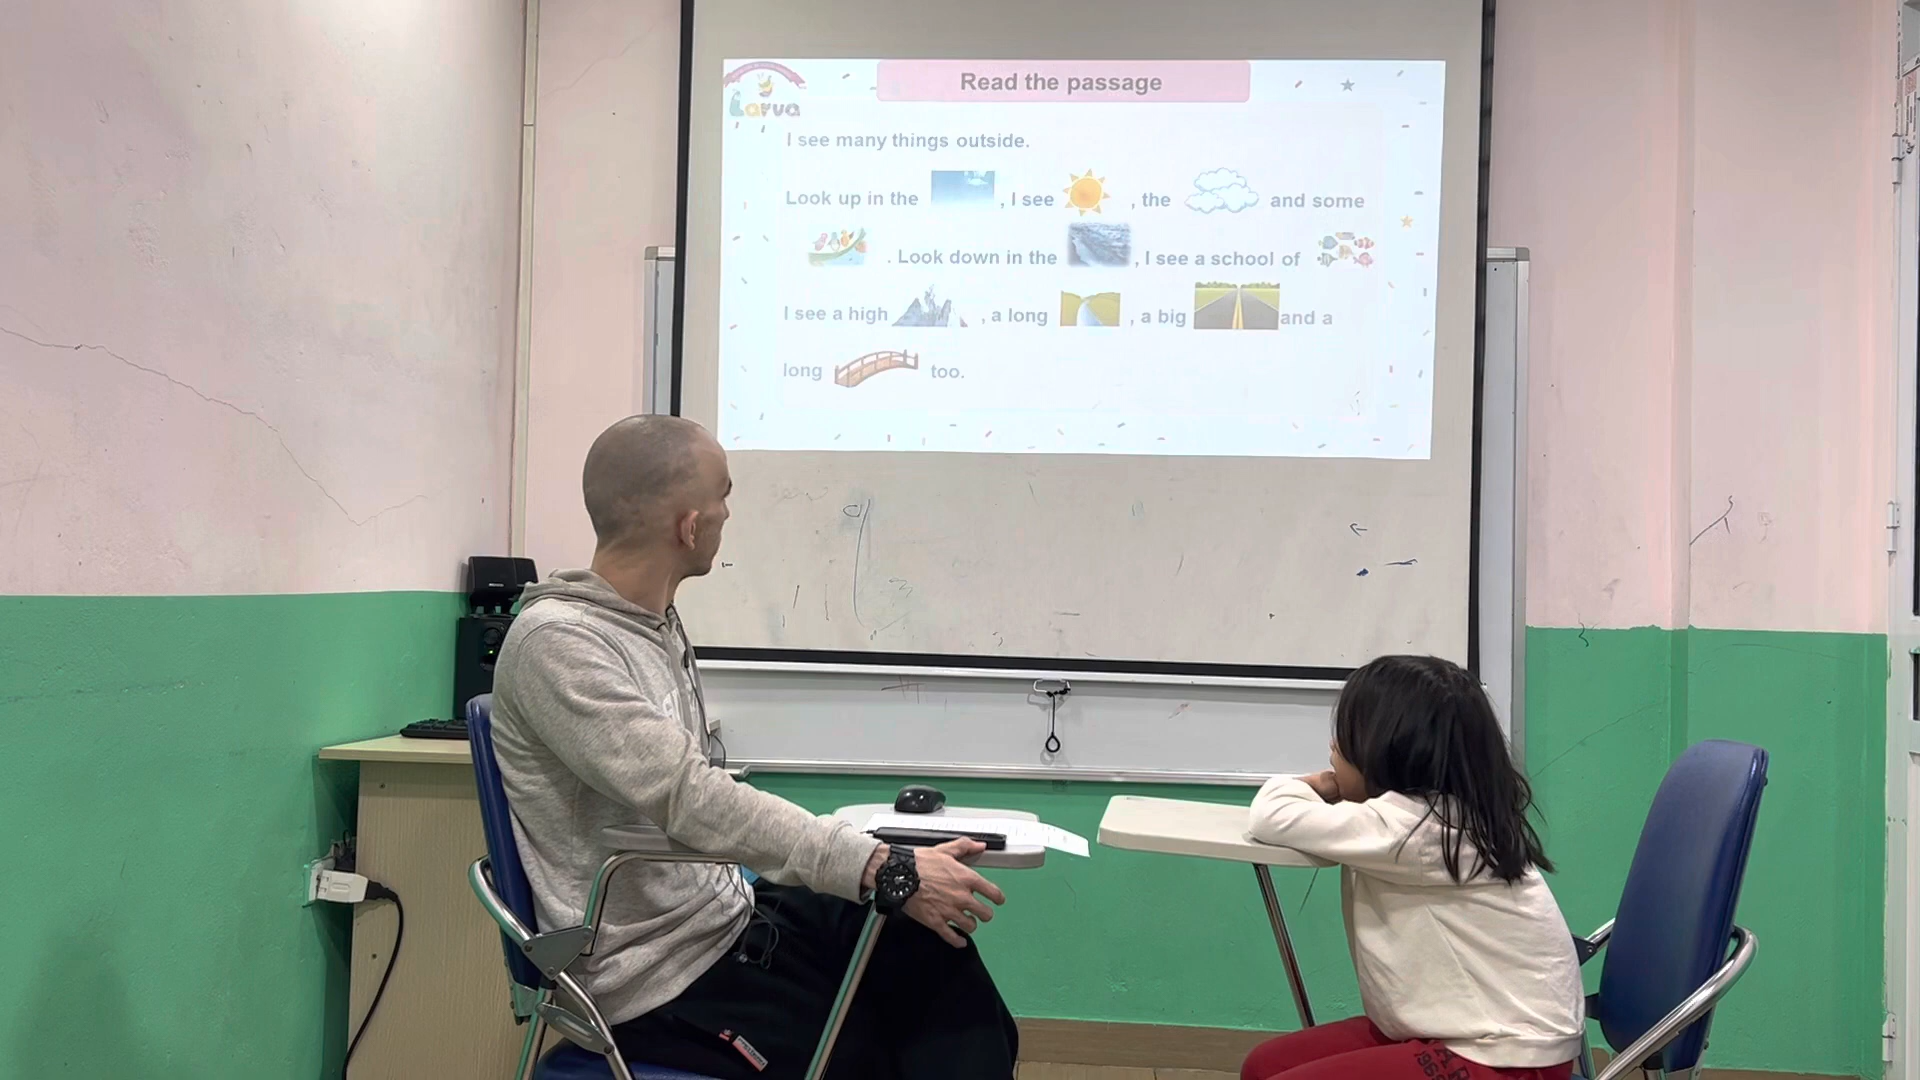 Larva
Read the passage
I see many things outside.
Look up in the , I see , the and some
. Look down in the , I see a school of
I see a high , a long , a big and a
long too.